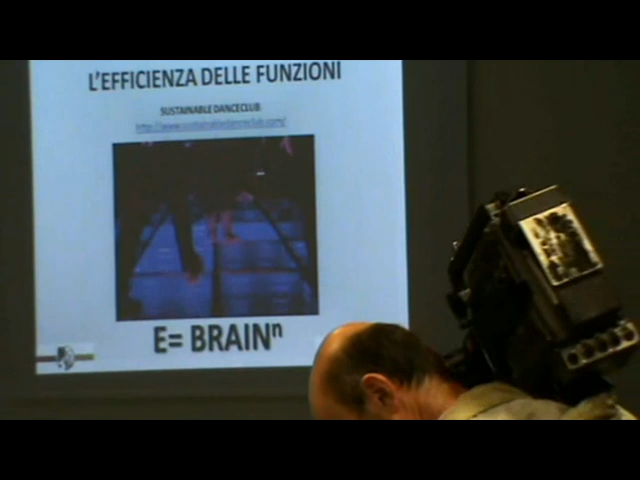 L'EFFICIENZA DELLE FUNZIONI
SUSTAINABLE DANCECLUB
http://www.sustainabledanceclub.com/
E= BRAINⁿ